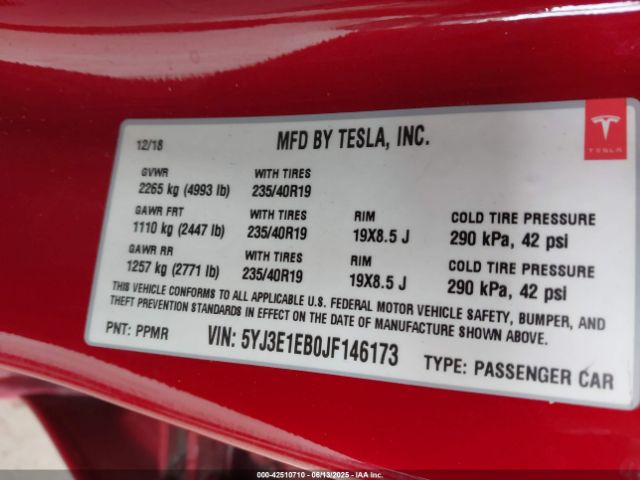 12/18
MFD BY TESLA, INC.
TESLA
GVWR WITH TIRES
2265 kg (4993 lb) 235/40R19
GAWR FRT WITH TIRES RIM COLD TIRE PRESSURE
1110 kg (2447 lb) 235/40R19 19X8.5 J 290 kPa, 42 psi
GAWR RR WITH TIRES RIM COLD TIRE PRESSURE
1257 kg (2771 lb) 235/40R19 19X8.5 J 290 kPa, 42 psi
THIS VEHICLE CONFORMS TO ALL APPLICABLE U.S. FEDERAL MOTOR VEHICLE SAFETY, BUMPER, AND
THEFT PREVENTION STANDARDS IN EFFECT ON THE DATE OF MANUFACTURE SHOWN ABOVE.
PNT: PPMR VIN: 5YJ3E1EB0JF146173 TYPE: PASSENGER CAR
000-42510710 - 06/13/2025 - IAA Inc.